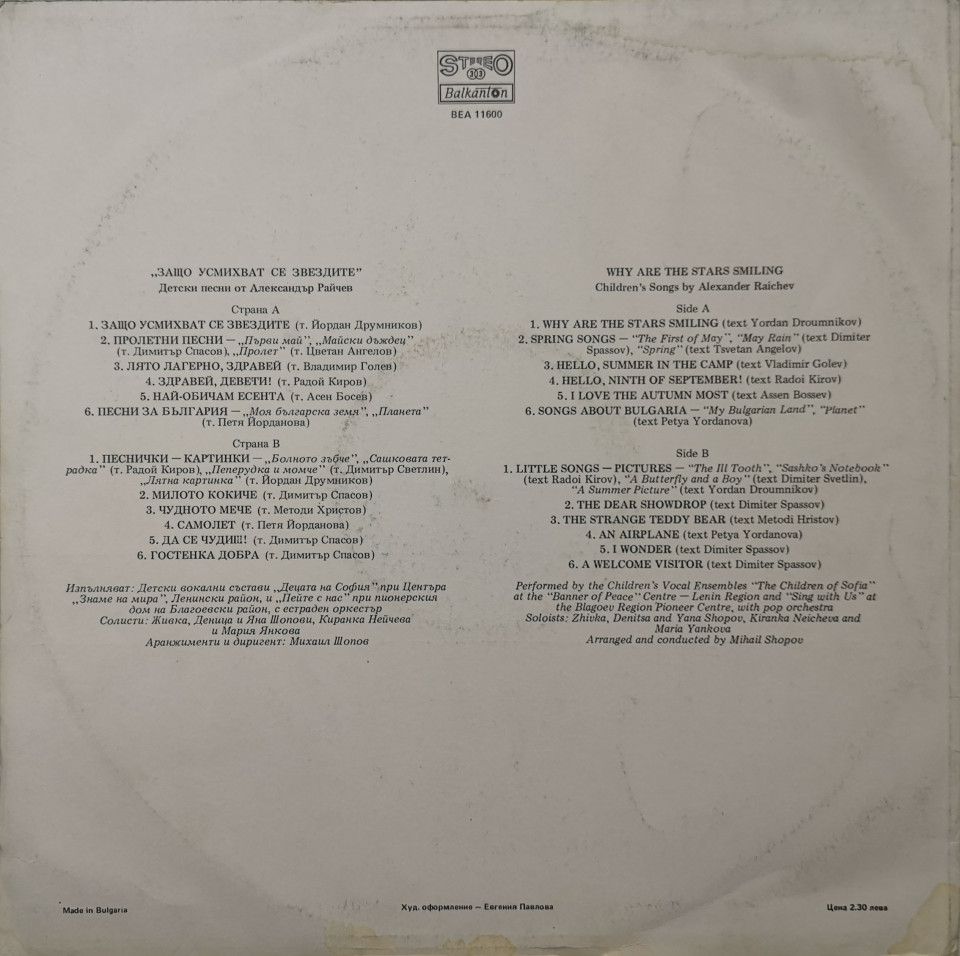 STEREO
33
Balkanton
BEA 11600
„ЗАЩО УСМИХВАТ СЕ ЗВЕЗДИТЕ"
Детски песни от Александър Райчев
Страна А
1. ЗАЩО УСМИХВАТ СЕ ЗВЕЗДИТЕ (т. Йордан Друмников)
2. ПРОЛЕТНИ ПЕСНИ — „Първи май", „Майски дъждец"
(т. Димитър Спасов), „Пролет" (т. Цветан Ангелов)
3. ЛЯТО ЛАГЕРНО, ЗДРАВЕЙ (т. Владимир Голев)
4. ЗДРАВЕЙ, ДЕВЕТИ! (т. Радой Киров)
5. НАЙ-ОБИЧАМ ЕСЕНТА (т. Асен Босев)
6. ПЕСНИ ЗА БЪЛГАРИЯ — „Моя българска земя", „Планета"
(т. Петя Йорданова)
Страна В
1. ПЕСНИЧКИ — КАРТИНКИ — „Болното зъбче", „Сашковата тет-
радка" (т. Радой Киров), „Пеперудка и момче" (т. Димитър Светлин),
„Лятна картинка" (т. Йордан Друмников)
2. МИЛОТО КОКИЧЕ (т. Димитър Спасов)
3. ЧУДНОТО МЕЧЕ (т. Методи Христов)
4. САМОЛЕТ (т. Петя Йорданова)
5. ДА СЕ ЧУДИШ! (т. Димитър Спасов)
6. ГОСТЕНКА ДОБРА (т. Димитър Спасов)
Изпълняват: Детски вокални състави „Децата на София" при Центъра
„Знаме на мира", Ленински район, и „Пейте с нас" при пионерския
дом на Благоевски район, с естраден оркестър
Солисти: Живка, Деница и Яна Шопови, Киранка Нейчева
и Мария Янкова
Аранжименти и диригент: Михаил Шопов
WHY ARE THE STARS SMILING
Children's Songs by Alexander Raichev
Side A
1. WHY ARE THE STARS SMILING (text Yordan Droumnikov)
2. SPRING SONGS — "The First of May", "May Rain" (text Dimiter
Spassov), "Spring" (text Tsvetan Angelov)
3. HELLO, SUMMER IN THE CAMP (text Vladimir Golev)
4. HELLO, NINTH OF SEPTEMBER! (text Radoi Kirov)
5. I LOVE THE AUTUMN MOST (text Assen Bossev)
6. SONGS ABOUT BULGARIA — "My Bulgarian Land", "Planet"
(text Petya Yordanova)
Side B
1. LITTLE SONGS — PICTURES — "The Ill Tooth", "Sashko's Notebook"
(text Radoi Kirov), "A Butterfly and a Boy" (text Dimiter Svetlin),
"A Summer Picture" (text Yordan Droumnikov)
2. THE DEAR SHOWDROP (text Dimiter Spassov)
3. THE STRANGE TEDDY BEAR (text Metodi Hristov)
4. AN AIRPLANE (text Petya Yordanova)
5. I WONDER (text Dimiter Spassov)
6. A WELCOME VISITOR (text Dimiter Spassov)
Performed by the Children's Vocal Ensembles "The Children of Sofia"
at the "Banner of Peace" Centre — Lenin Region and "Sing with Us" at
the Blagoev Region Pioneer Centre, with pop orchestra
Soloists: Zhivka, Denitsa and Yana Shopov, Kiranka Neicheva and
Maria Yankova
Arranged and conducted by Mihail Shopov
Made in Bulgaria
Худ. оформление — Евгения Павлова
Цена 2.30 лева